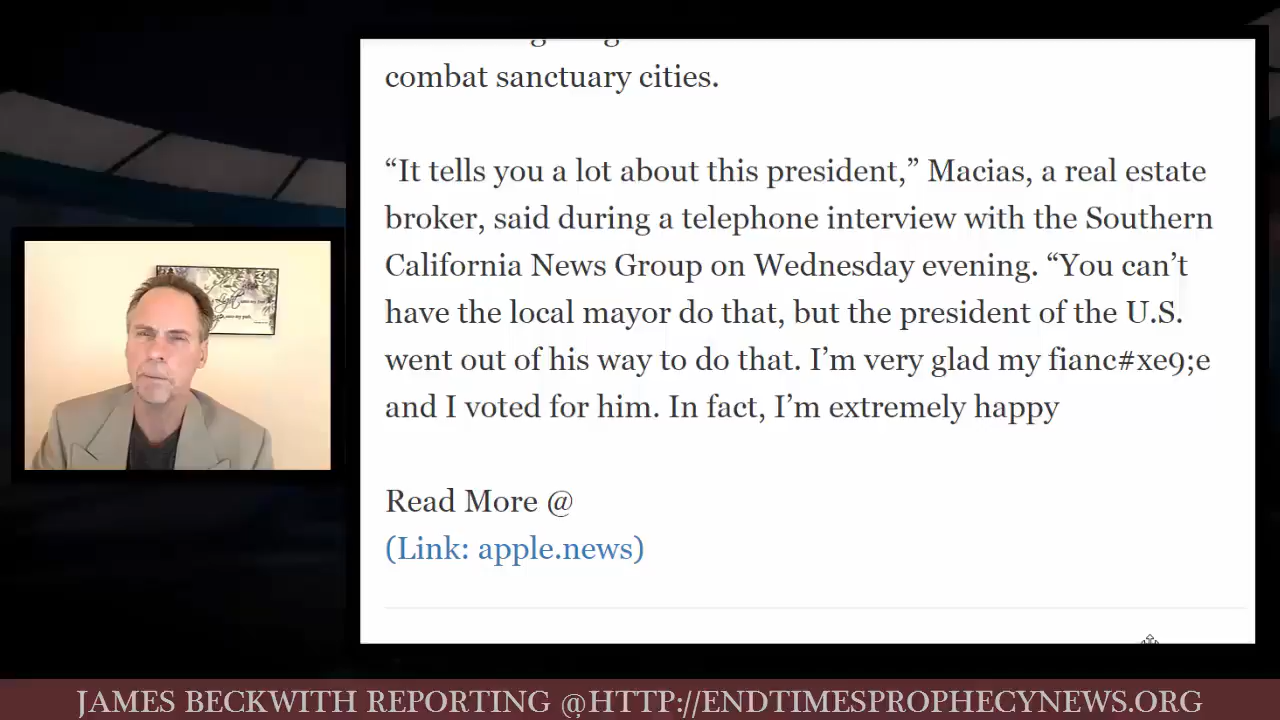 combat sanctuary cities.
“It tells you a lot about this president,” Macias, a real estate
broker, said during a telephone interview with the Southern
California News Group on Wednesday evening. “You can’t
have the local mayor do that, but the president of the U.S.
went out of his way to do that. I’m very glad my fianc#xe9;e
and I voted for him. In fact, I’m extremely happy
Read More @
(Link: apple.news)
Light
JAMES BECKWITH REPORTING @HTTP://ENDTIMESPROPHECYNEWS.ORG